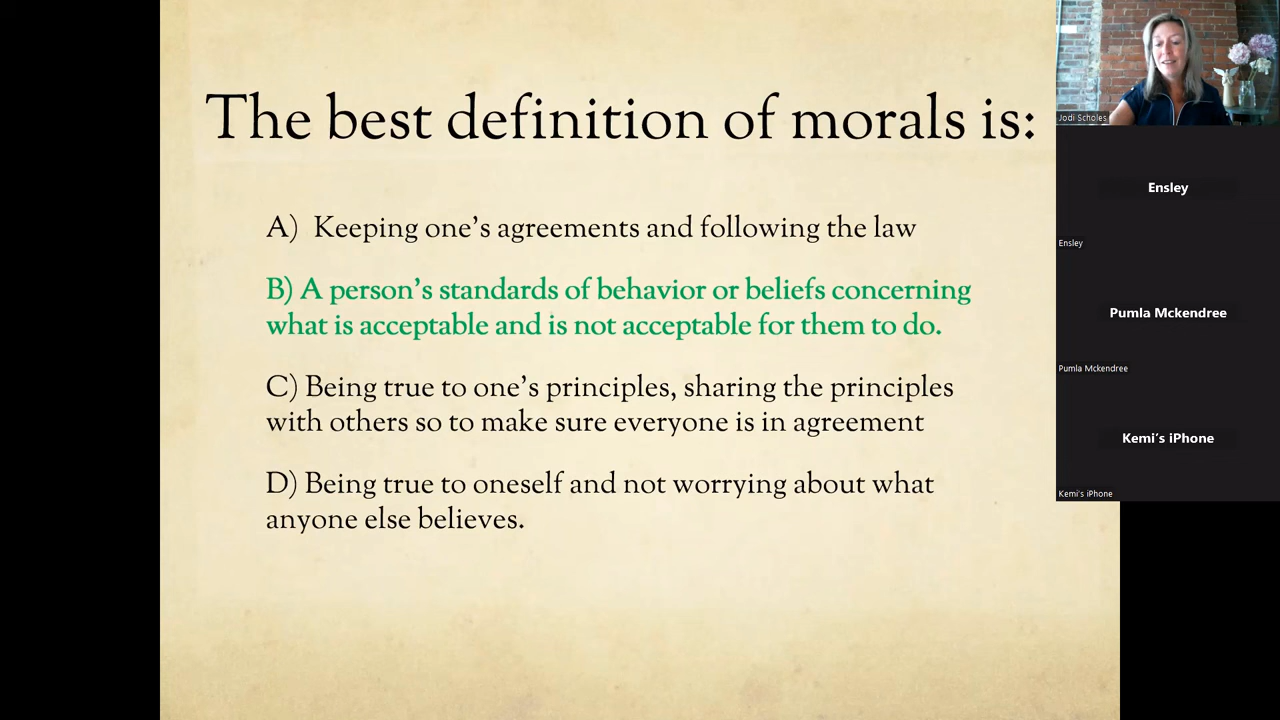 The best definition of morals is:
A) Keeping one's agreements and following the law
B) A person's standards of behavior or beliefs concerning
what is acceptable and is not acceptable for them to do.
C) Being true to one's principles, sharing the principles
with others so to make sure everyone is in agreement
D) Being true to oneself and not worrying about what
anyone else believes.
Jodi Scholes
Ensley
Ensley
Pumla Mckendree
Pumla Mckendree
Kemi's iPhone
Kemi's iPhone